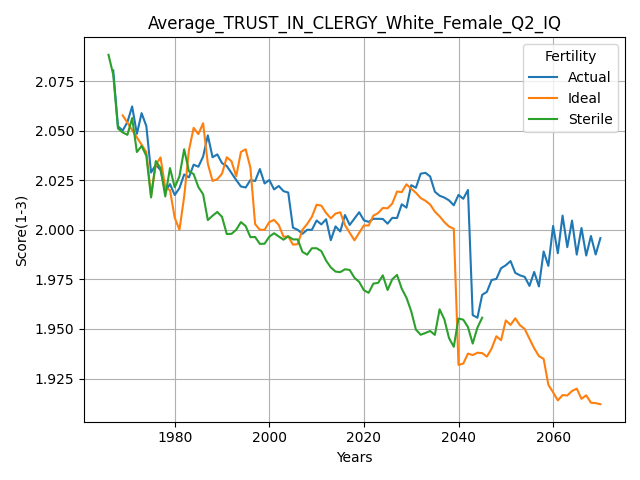 Average_TRUST_IN_CLERGY_White_Female_Q2_IQ
Fertility
Actual
Ideal
Sterile
Score(1-3)
2.075
2.050
2.025
2.000
1.975
1.950
1.925
1980
2000
2020
2040
2060
Years